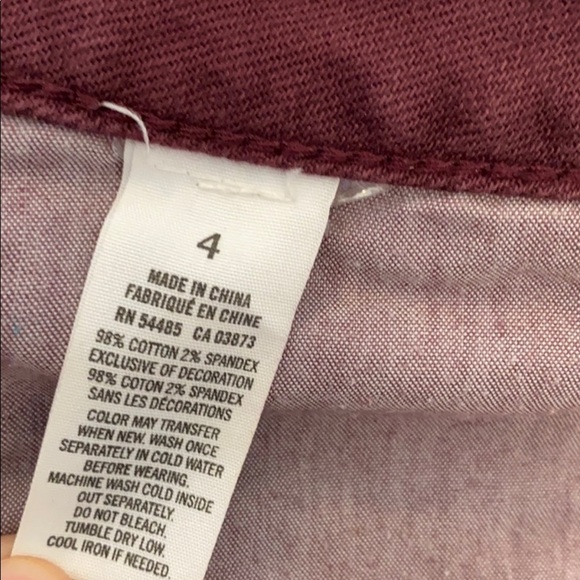 4
MADE IN CHINA
FABRIQUÉ EN CHINE
RN 54485 CA 03873
98% COTTON 2% SPANDEX
EXCLUSIVE OF DECORATION
98% COTON 2% SPANDEX
SANS LES DÉCORATIONS
COLOR MAY TRANSFER
WHEN NEW. WASH ONCE
SEPARATELY IN COLD WATER
BEFORE WEARING.
MACHINE WASH COLD INSIDE
OUT SEPARATELY.
DO NOT BLEACH.
TUMBLE DRY LOW.
COOL IRON IF NEEDED.